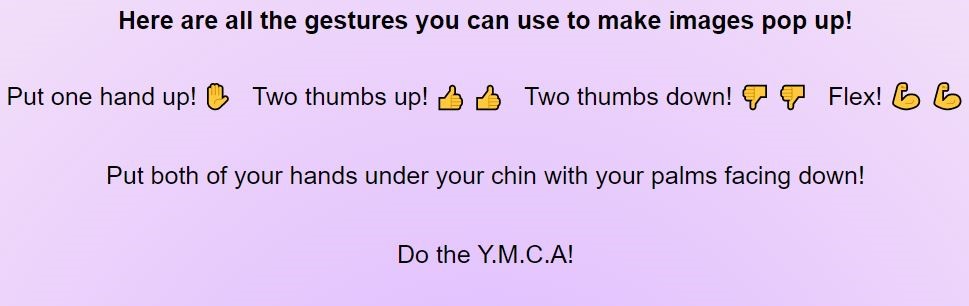 Here are all the gestures you can use to make images pop up!
Put one hand up! ✋ Two thumbs up! 👍 👍 Two thumbs down! 👎 👎 Flex! 💪 💪
Put both of your hands under your chin with your palms facing down!
Do the Y.M.C.A!